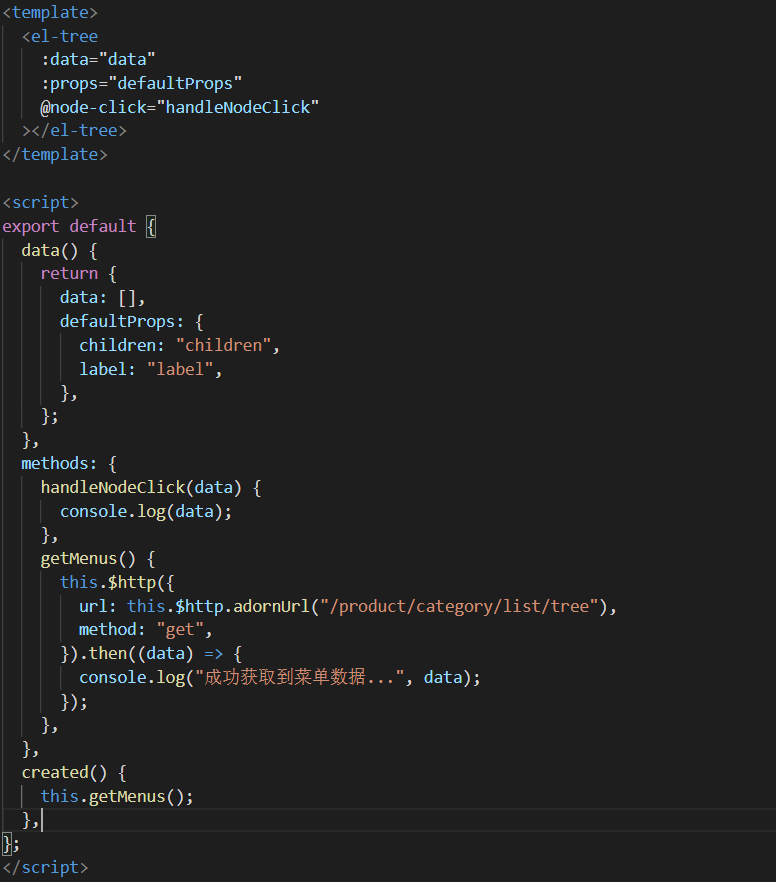 <template>
  <el-tree
    :data="data"
    :props="defaultProps"
    @node-click="handleNodeClick"
  ></el-tree>
</template>

<script>
export default {
  data() {
    return {
      data: [],
      defaultProps: {
        children: "children",
        label: "label",
      },
    };
  },
  methods: {
    handleNodeClick(data) {
      console.log(data);
    },
    getMenus() {
      this.$http({
        url: this.$http.adornUrl("/product/category/list/tree"),
        method: "get",
      }).then((data) => {
        console.log("成功获取到菜单数据...", data);
      });
    },
  },
  created() {
    this.getMenus();
  },
};
</script>